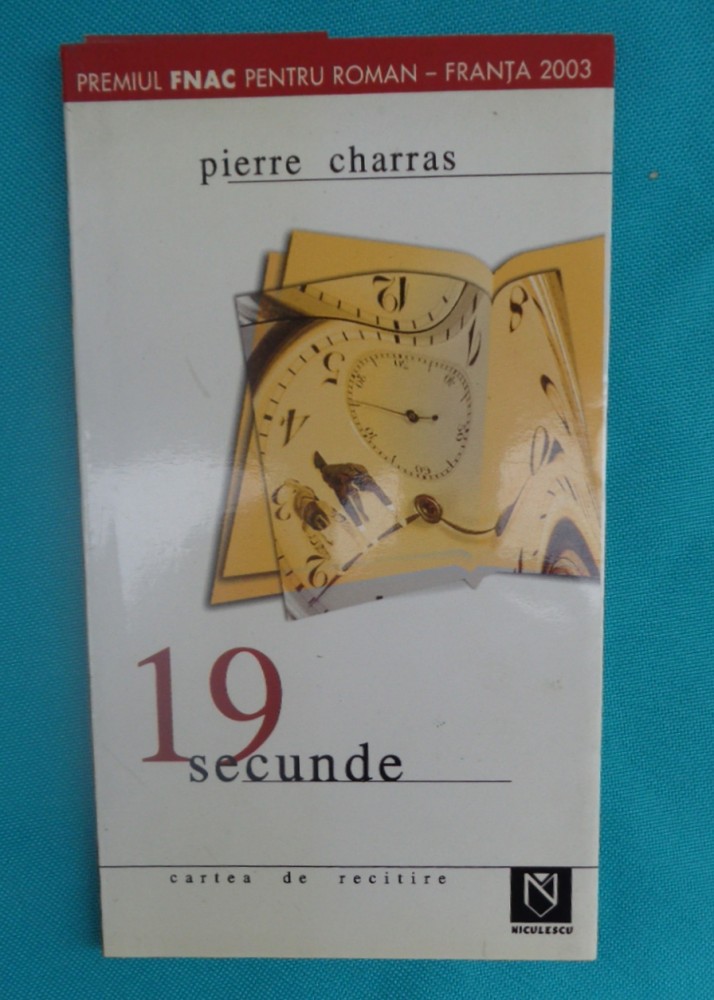 PREMIUL FNAC PENTRU ROMAN – FRANȚA 2003
pierre charras
19
secunde
cartea de recitire
NICULESCU